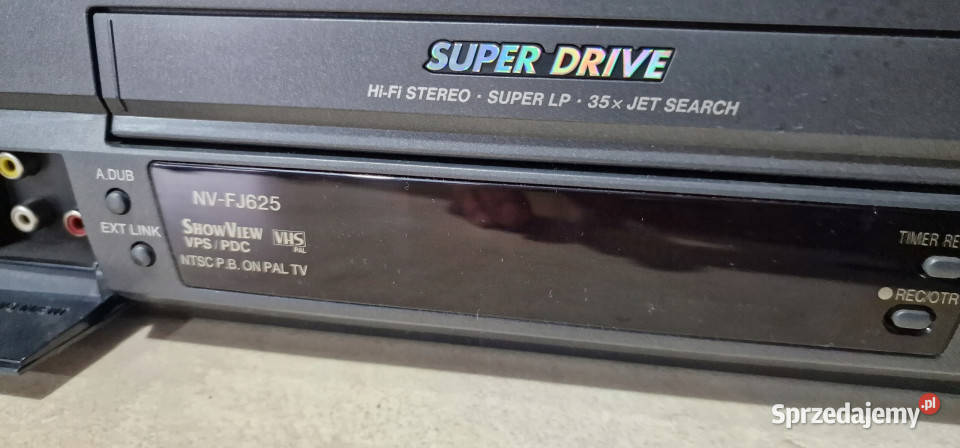 SUPER DRIVE
Hi-Fi STEREO · SUPER LP · 35× JET SEARCH
A.DUB
EXT LINK
NV-FJ625
SHOWVIEW
VPS/PDC
VHS
PAL
NTSC P.B. ON PAL TV
TIMER RE
REC/OTR
Sprzedajemy.pl